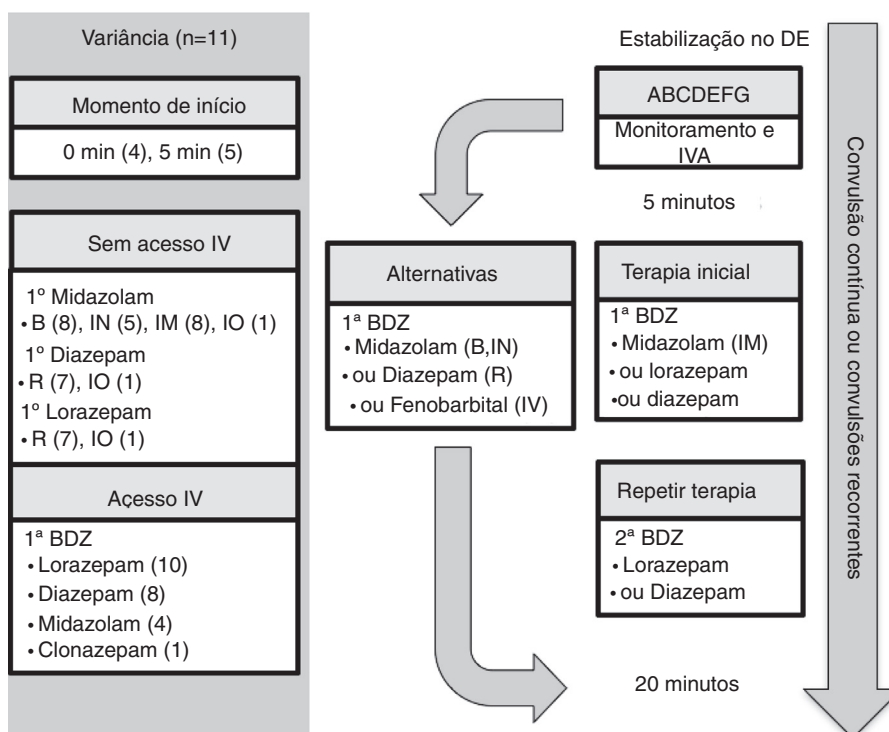 Variância (n=11)
Momento de início
0 min (4), 5 min (5)
Sem acesso IV
1º Midazolam
• B (8), IN (5), IM (8), IO (1)
1º Diazepam
• R (7), IO (1)
1º Lorazepam
• R (7), IO (1)
Açesso IV
1ª BDZ
• Lorazepam (10)
• Diazepam (8)
• Midazolam (4)
• Clonazepam (1)
Alternativas
1ª BDZ
• Midazolam (B,IN)
• ou Diazepam (R)
• ou Fenobarbital (IV)
Estabilização no DE
ABCDEFG
Monitoramento e
IVA
5 minutos
Terapia inicial
1ª BDZ
• Midazolam (IM)
• ou lorazepam
• ou diazepam
Repetir terapia
2ª BDZ
• Lorazepam
• ou Diazepam
20 minutos
Convulsão contínua ou convulsões recorrentes